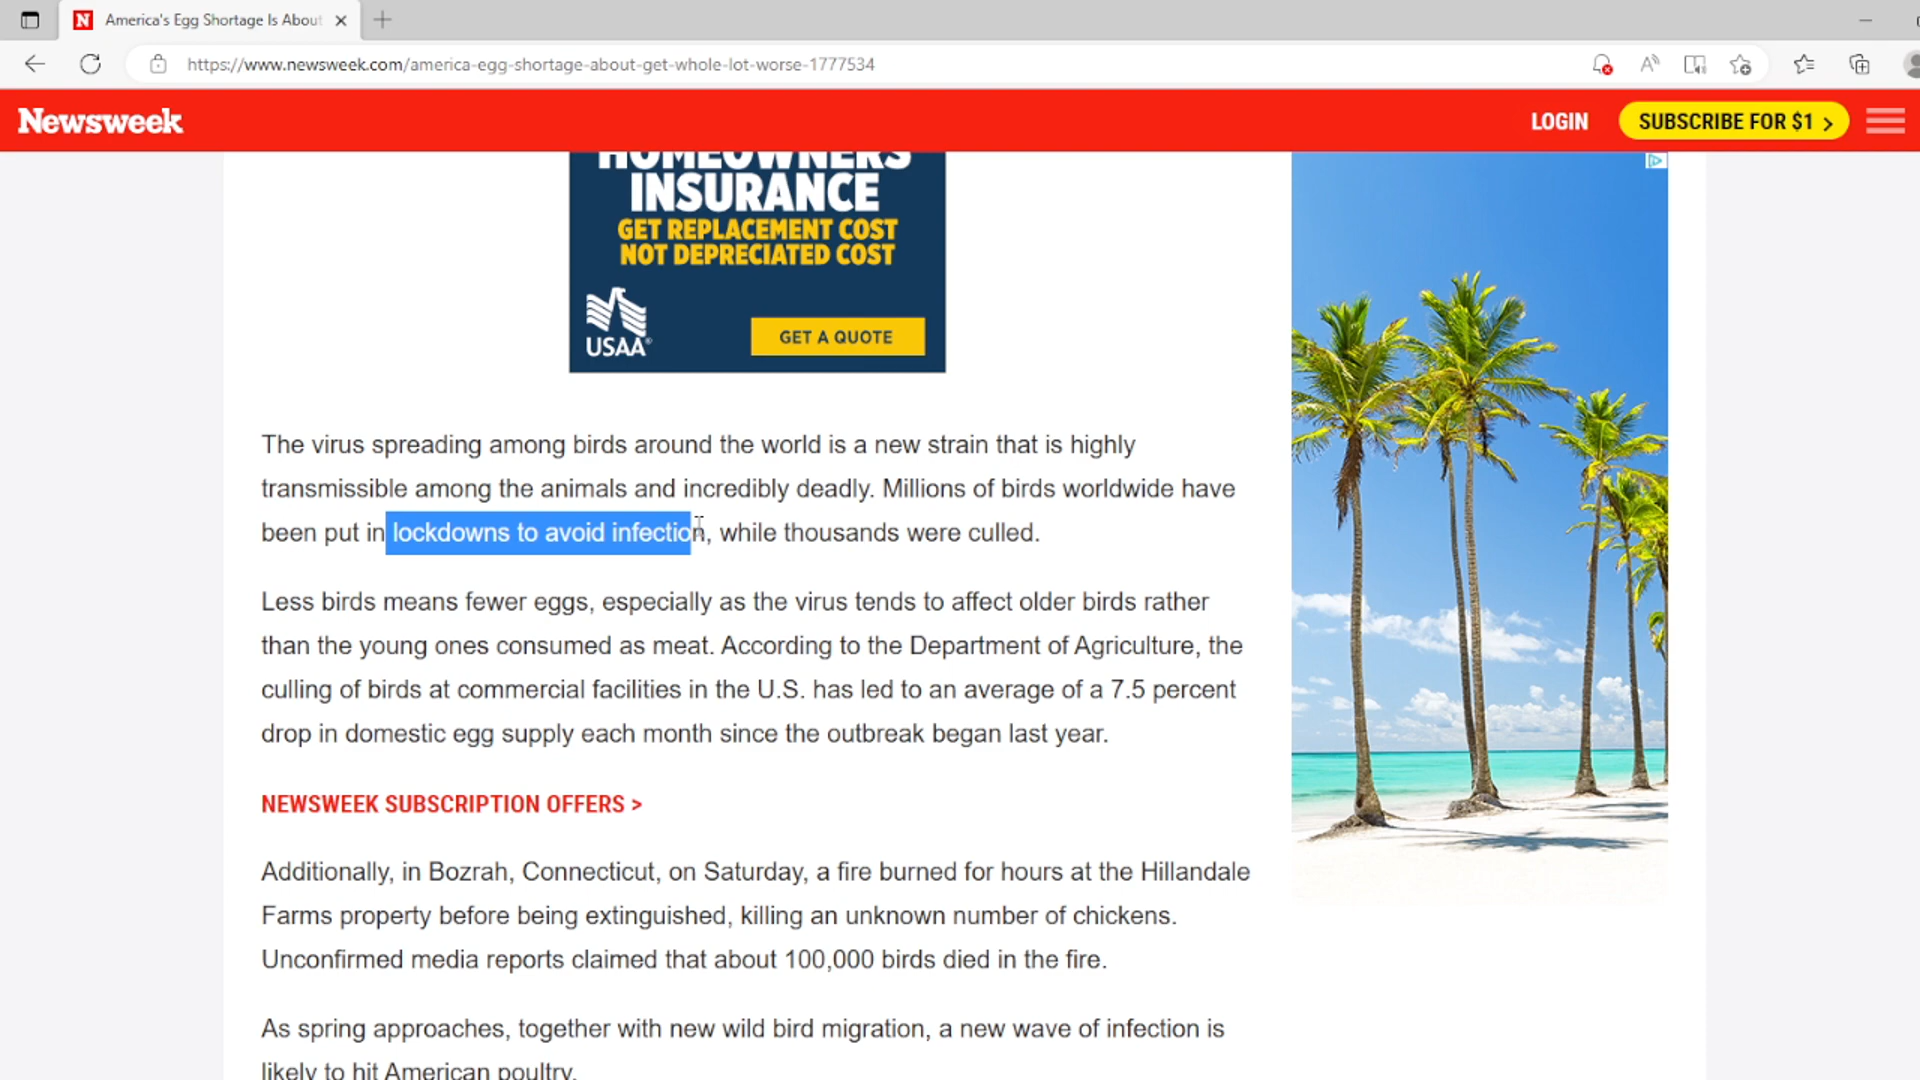 America's Egg Shortage Is About
https://www.newsweek.com/america-egg-shortage-about-get-whole-lot-worse-1777534
Newsweek
LOGIN
SUBSCRIBE FOR $1 >
HOMEOWNERS
INSURANCE
GET REPLACEMENT COST
NOT DEPRECIATED COST
USAA®
GET A QUOTE
The virus spreading among birds around the world is a new strain that is highly
transmissible among the animals and incredibly deadly. Millions of birds worldwide have
been put in lockdowns to avoid infection, while thousands were culled.
Less birds means fewer eggs, especially as the virus tends to affect older birds rather
than the young ones consumed as meat. According to the Department of Agriculture, the
culling of birds at commercial facilities in the U.S. has led to an average of a 7.5 percent
drop in domestic egg supply each month since the outbreak began last year.
NEWSWEEK SUBSCRIPTION OFFERS >
Additionally, in Bozrah, Connecticut, on Saturday, a fire burned for hours at the Hillandale
Farms property before being extinguished, killing an unknown number of chickens.
Unconfirmed media reports claimed that about 100,000 birds died in the fire.
As spring approaches, together with new wild bird migration, a new wave of infection is
likely to hit American poultry.